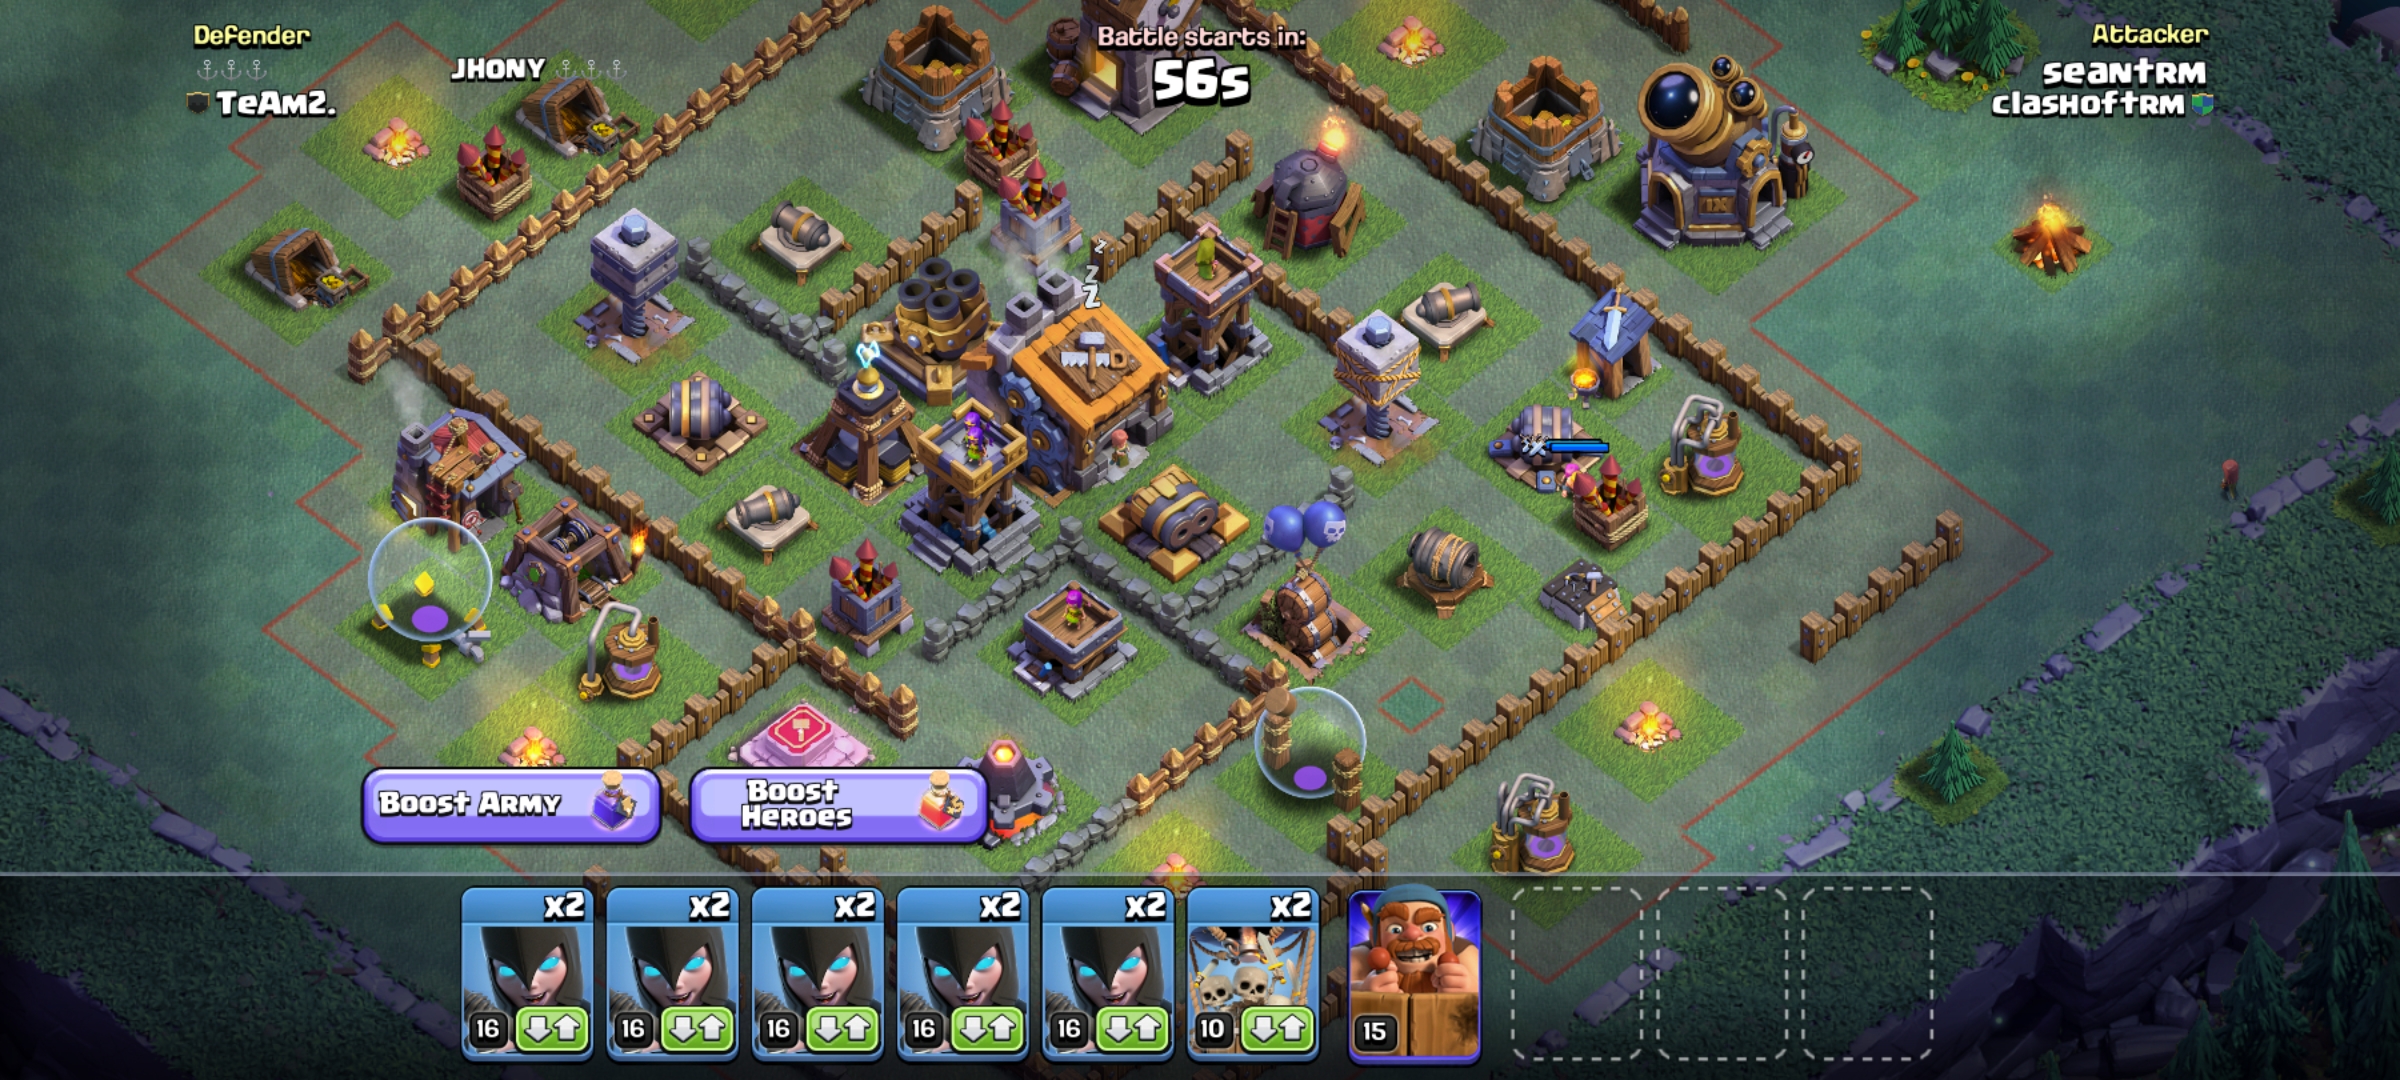 Defender
TeAm2.
JHONY
Battle starts in:
56s
Attacker
seantRM
clashoftRM
z
z
z
Boost Army
Boost
Heroes
x2
x2
x2
x2
x2
x2
16
16
16
16
16
10
15